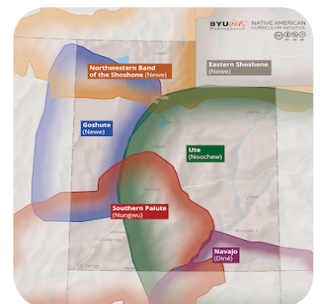 BYU ARTS
PARTNERSHIP
NATIVE AMERICAN
CURRICULUM INITIATIVE
Northwestern Band
of the Shoshone (Newe)
Eastern Shoshone
(Newe)
Goshute
(Newe)
Ute
(Noochew)
Southern Paiute
(Nungwu)
Navajo
(Diné)